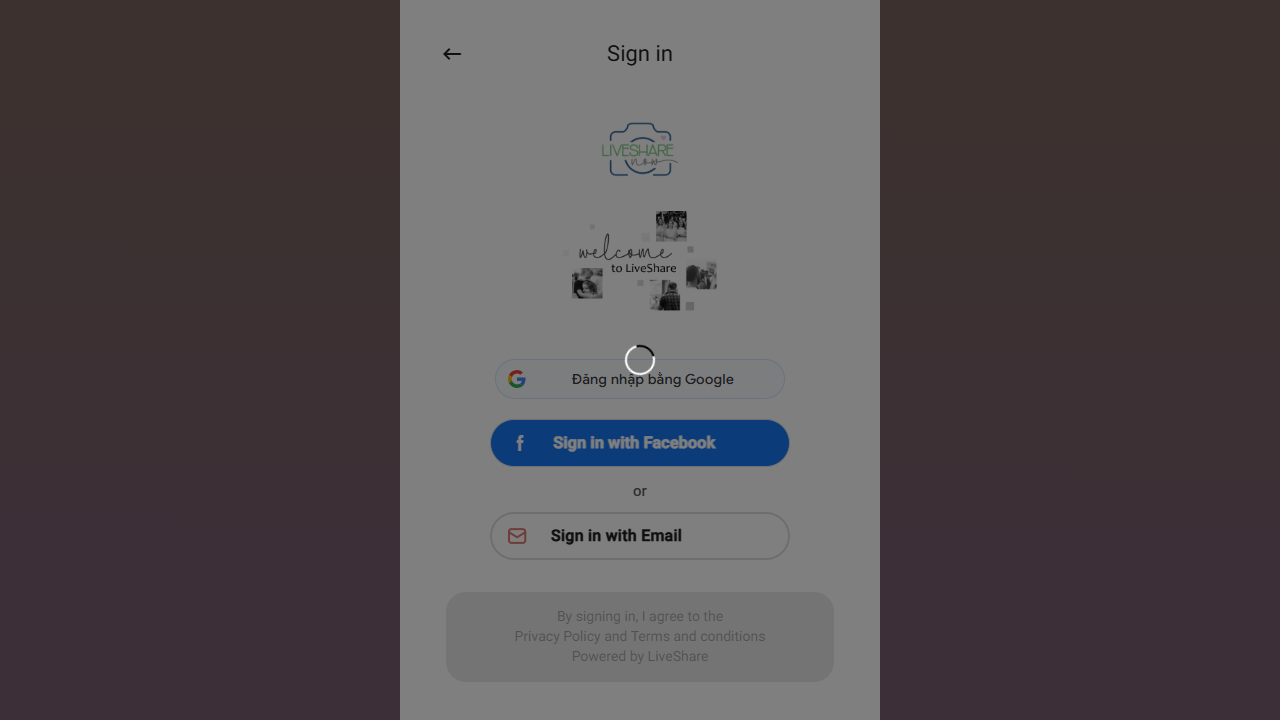 Sign in
LIVESHARE
now
welcome
to LiveShare
Đăng nhập bằng Google
Sign in with Facebook
or
Sign in with Email
By signing in, I agree to the
Privacy Policy and Terms and conditions
Powered by LiveShare